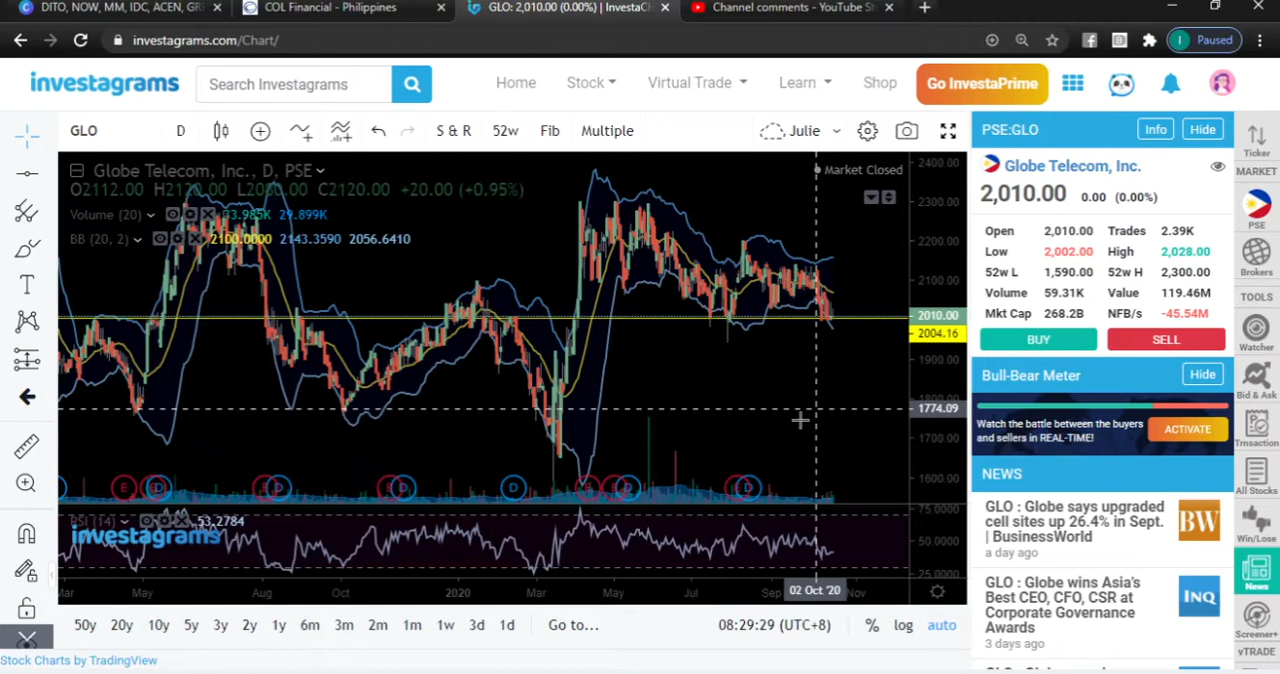 DITO, NOW, MM, IDC, ACEN, GR
COL Financial - Philippines
GLO: 2,010.00 (0.00%) | InvestaCh
Channel comments - YouTube St
investagrams.com/Chart/
I Paused
investagrams
Search Investagrams
Home Stock Virtual Trade Learn Shop
Go InvestaPrime
GLO D S & R 52w Fib Multiple Julie
Globe Telecom, Inc., D, PSE
Market Closed
O2112.00 H2120.00 L2080.00 C2120.00 +20.00 (+0.95%)
Volume (20) 33.985K 29.899K
BB (20, 2) 2100.0000 2143.3590 2056.6410
2400.00
2300.00
2200.00
2100.00
2010.00
2004.16
1900.00
1774.09
1700.00
1600.00
E D E D E D D E D E D
RSI (14) 53.2784
investagrams
75.0000
50.0000
25.0000
Mar May Aug Oct 2020 Mar May Jul Sep 02 Oct '20 Nov
50y 20y 10y 5y 3y 2y 1y 6m 3m 2m 1m 1w 3d 1d Go to...
08:29:29 (UTC+8) % log auto
Stock Charts by TradingView
PSE:GLO Info Hide
Globe Telecom, Inc.
2,010.00 0.00 (0.00%)
Open 2,010.00 Trades 2.39K
Low 2,002.00 High 2,028.00
52w L 1,590.00 52w H 2,300.00
Volume 59.31K Value 119.46M
Mkt Cap 268.2B NFB/s -45.54M
BUY SELL
Bull-Bear Meter Hide
Watch the battle between the buyers
and sellers in REAL-TIME!
ACTIVATE
NEWS
GLO : Globe says upgraded
cell sites up 26.4% in Sept.
| BusinessWorld
a day ago
BW
GLO : Globe wins Asia's
Best CEO, CFO, CSR at
Corporate Governance
Awards
3 days ago
INQ
Ticker
MARKET
PSE
Brokers
TOOLS
Watcher
Bid & Ask
Trnsaction
All Stocks
Win/Lose
News
Screener+
vTRADE